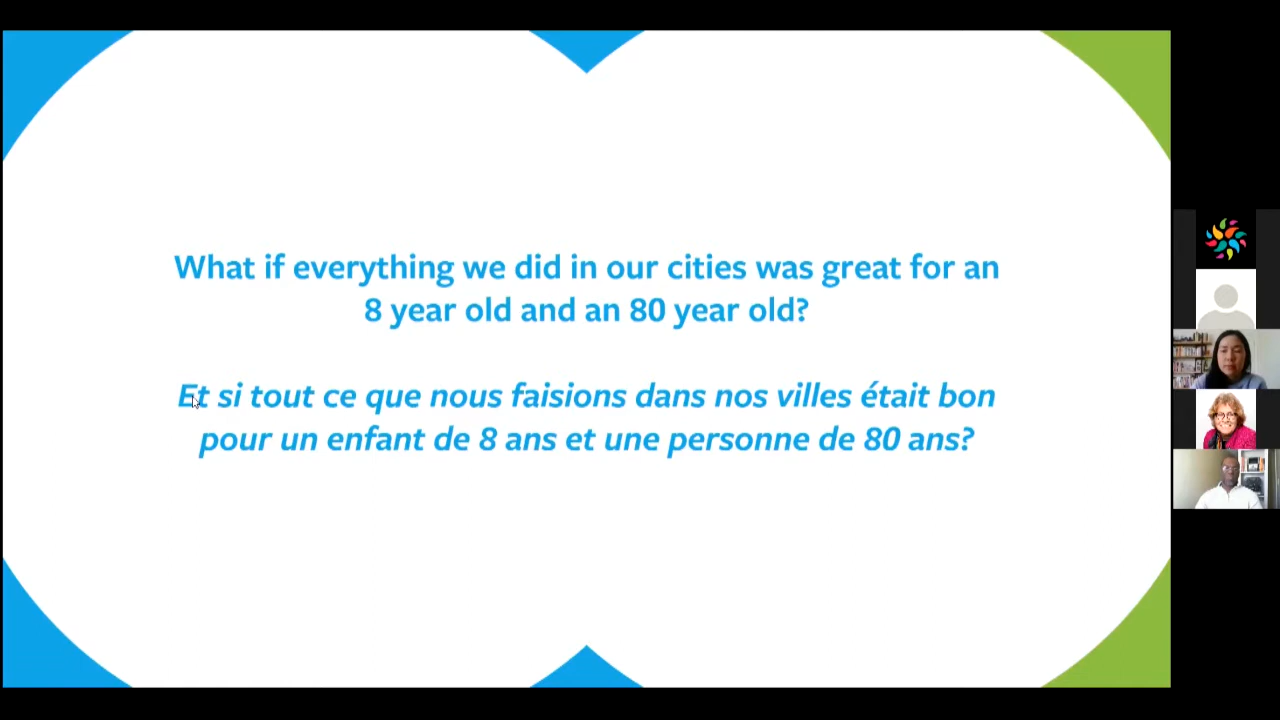 What if everything we did in our cities was great for an
8 year old and an 80 year old?
Et si tout ce que nous faisions dans nos villes était bon
pour un enfant de 8 ans et une personne de 80 ans?